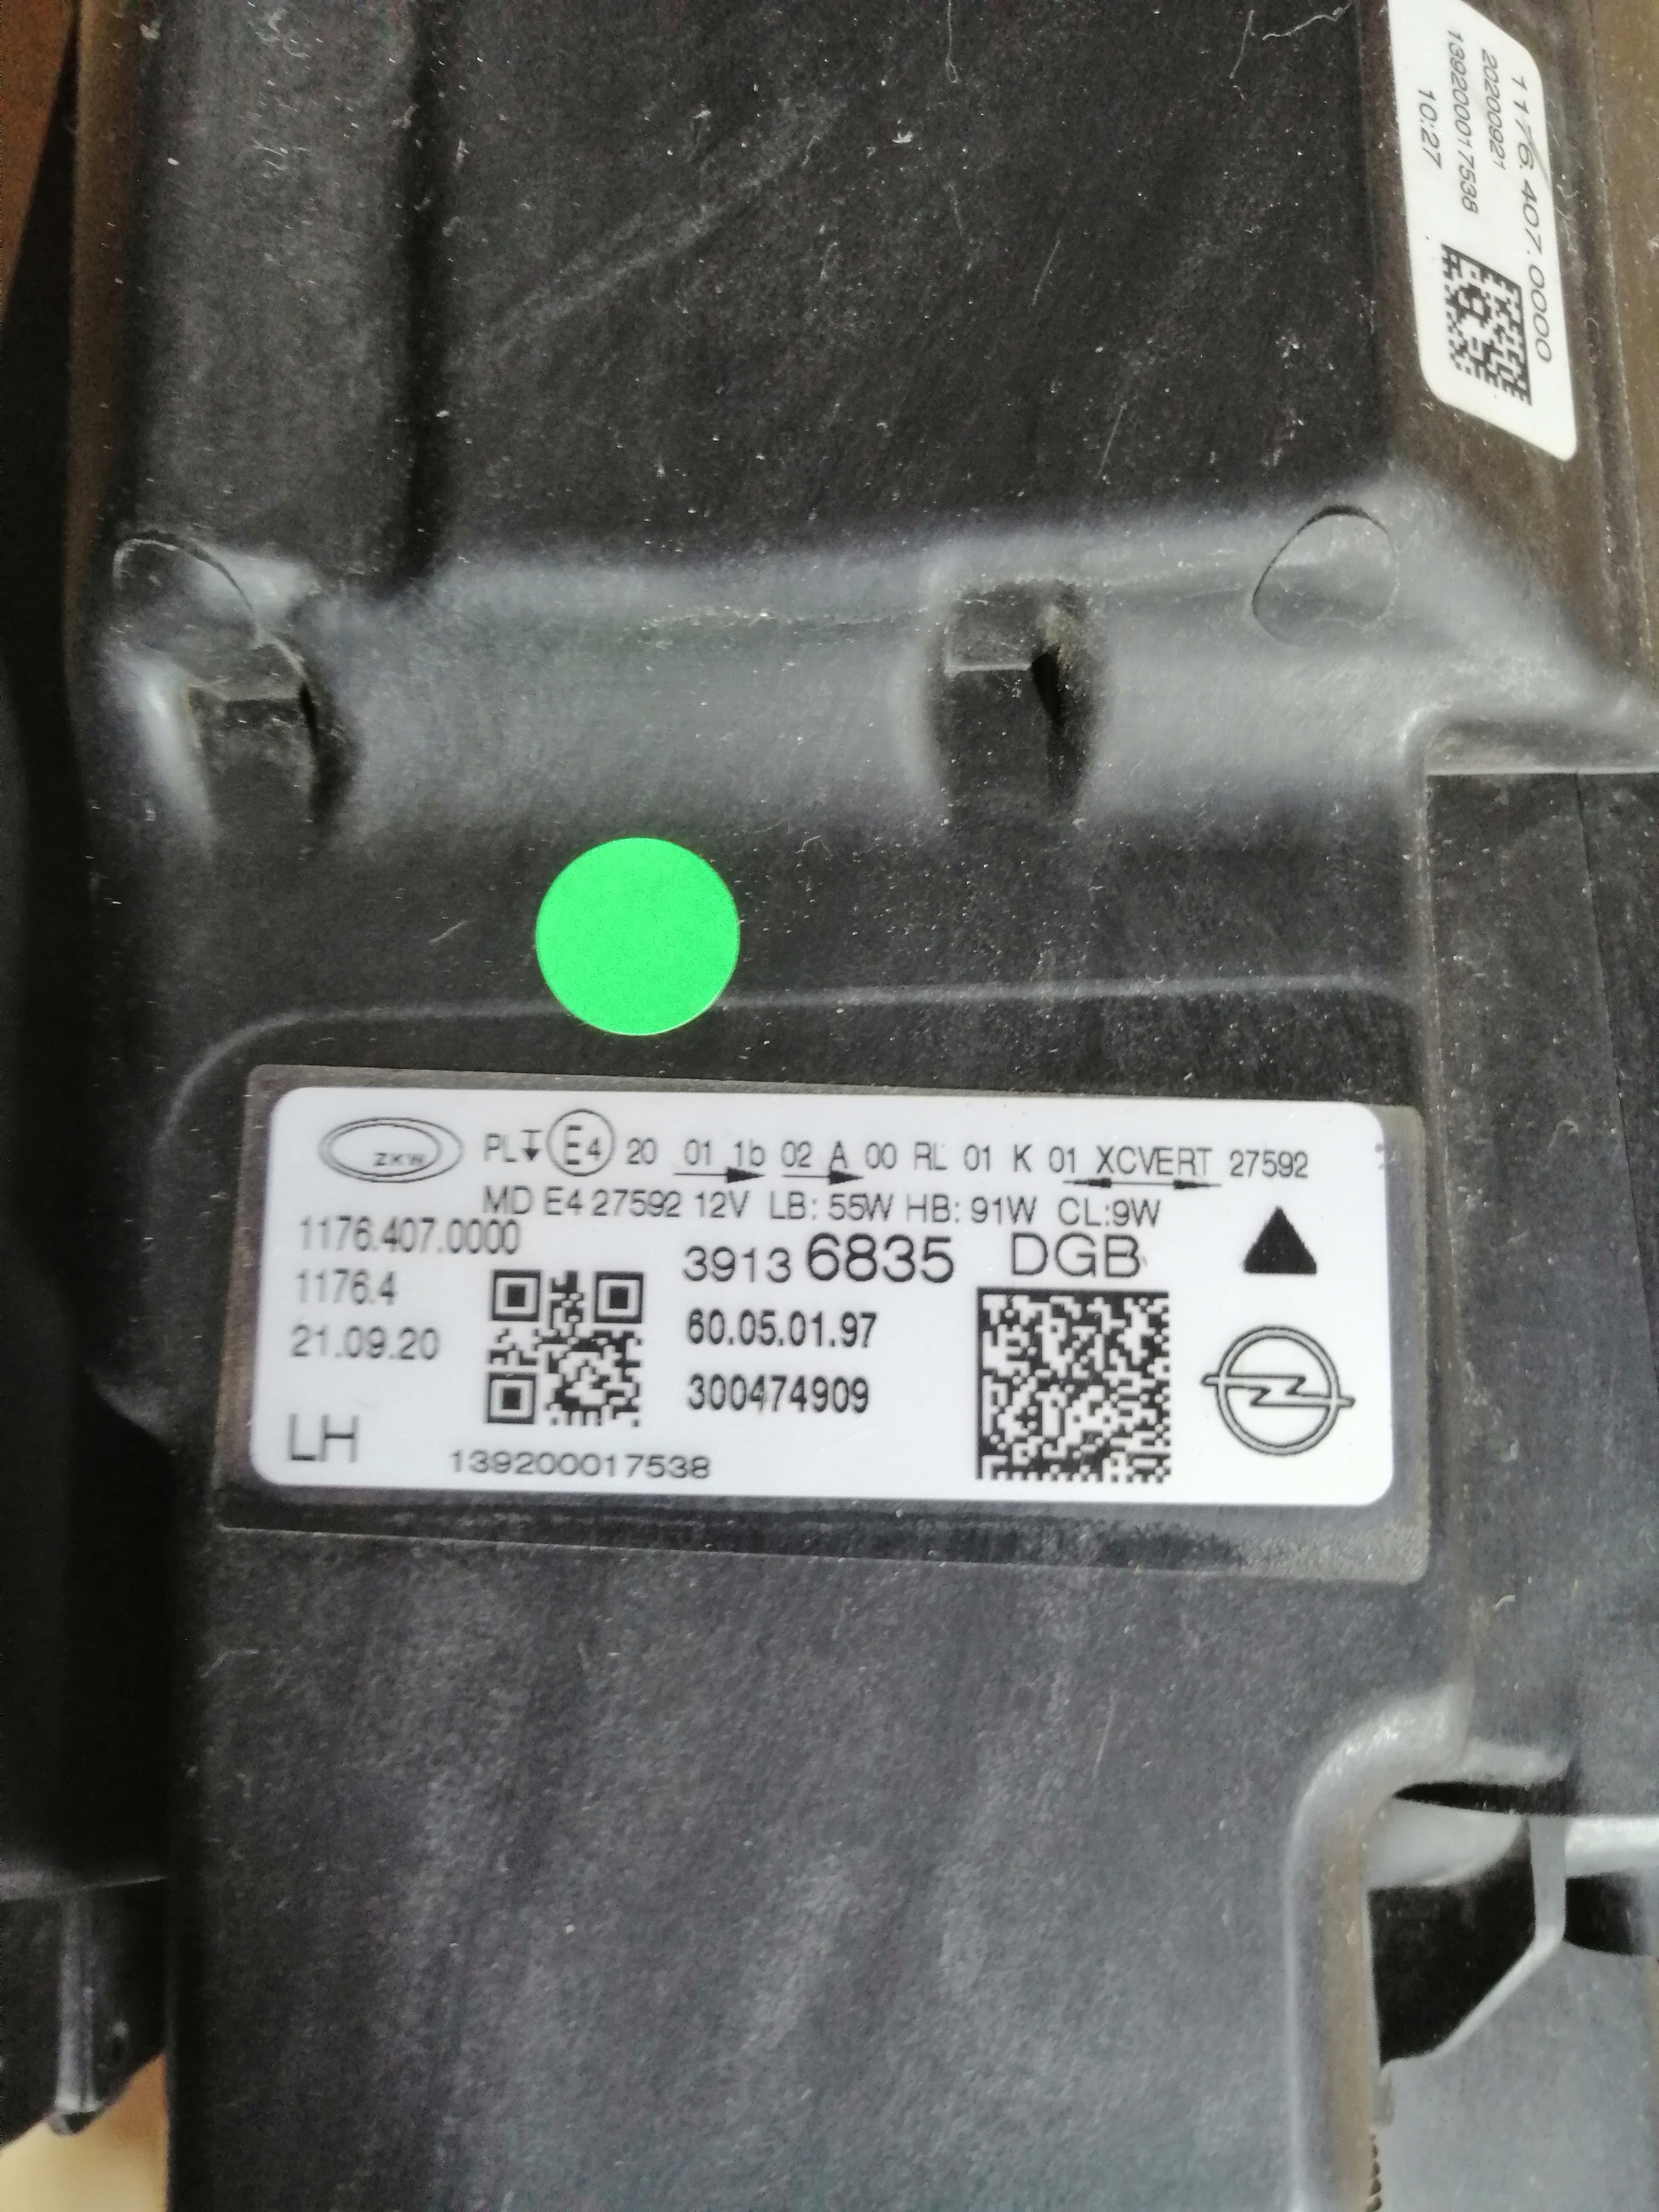 1176.407.0000
20200921
139200017538
10:27
ZKW PL E4 20 01 1b 02 A 00 RL 01 K 01 XCVERT 27592
MD E4 27592 12V LB: 55W HB: 91W CL:9W
1176.407.0000
39136835 DGB
1176.4
60.05.01.97
21.09.20
300474909
LH
139200017538